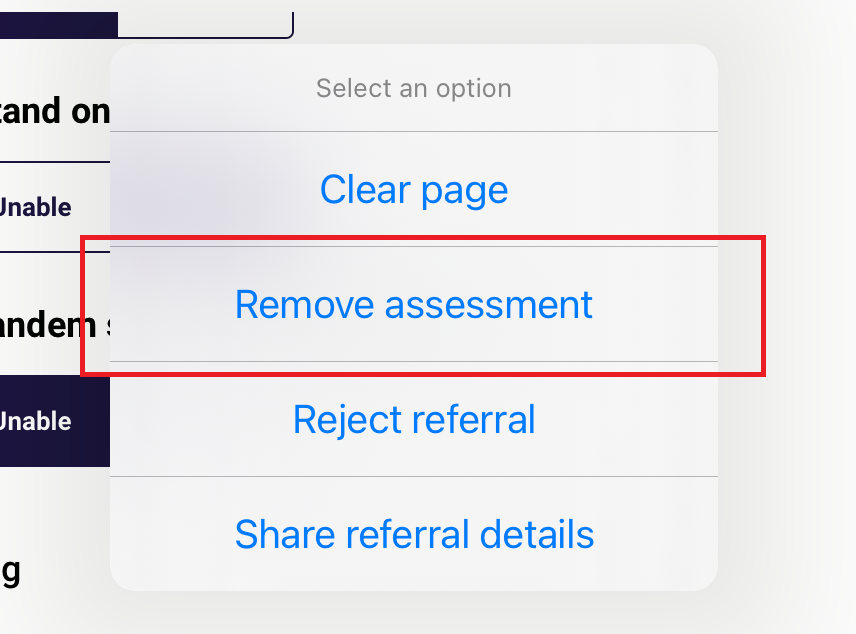 Select an option
tand on
Clear page
Unable
Remove assessment
andem s
Reject referral
Unable
Share referral details
g